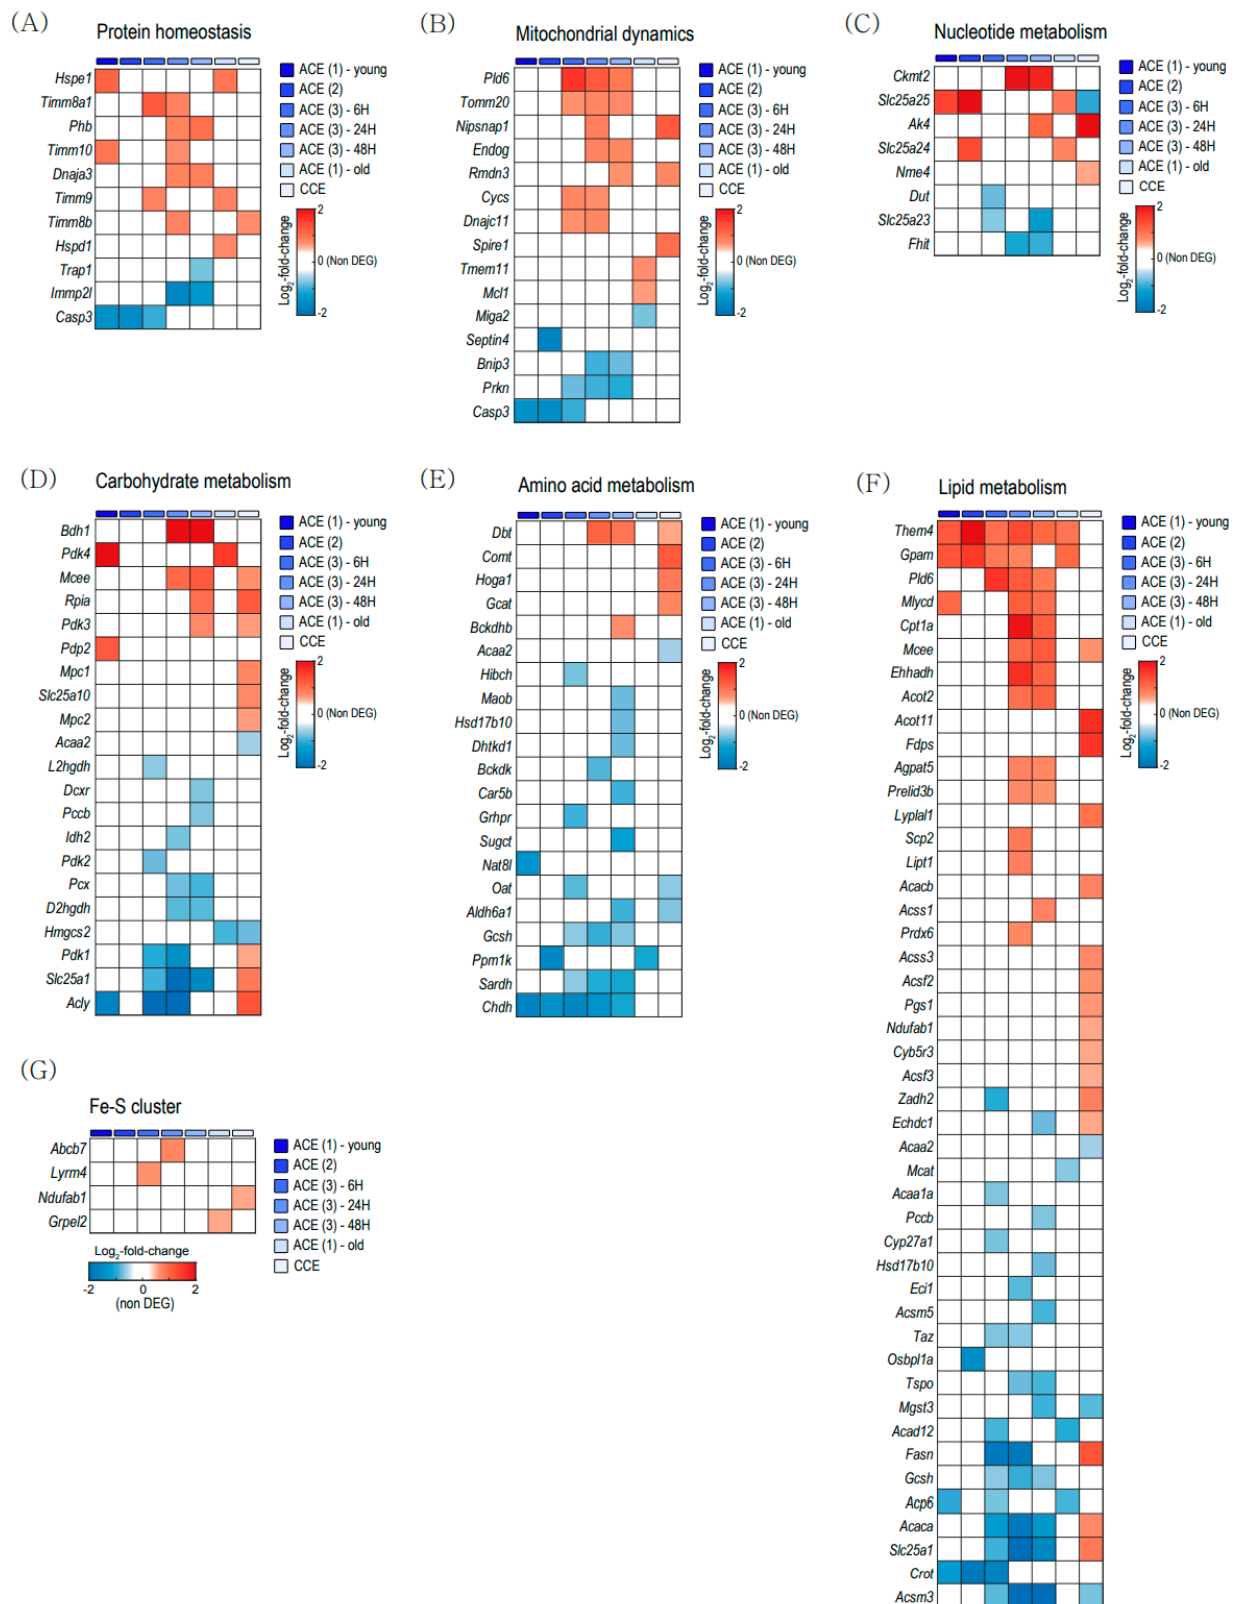 (A)
Protein homeostasis
Hspe1
Timm8a1
Phb
Timm10
Dnaja3
Timm9
Timm8b
Hspd1
Trap1
Immp2l
Casp3
ACE (1) - young
ACE (2)
ACE (3) - 6H
ACE (3) - 24H
ACE (3) - 48H
ACE (1) - old
CCE
2
0 (Non DEG)
-2
Log2-fold-change
(B)
Mitochondrial dynamics
Pld6
Tomm20
Nipsnap1
Endog
Rmdn3
Cycs
Dnajc11
Spire1
Tmem11
Mcl1
Miga2
Septin4
Bnip3
Prkn
Casp3
ACE (1) - young
ACE (2)
ACE (3) - 6H
ACE (3) - 24H
ACE (3) - 48H
ACE (1) - old
CCE
2
0 (Non DEG)
-2
Log2-fold-change
(C)
Nucleotide metabolism
Ckmt2
Slc25a25
Ak4
Slc25a24
Nme4
Dut
Slc25a23
Fhit
ACE (1) - young
ACE (2)
ACE (3) - 6H
ACE (3) - 24H
ACE (3) - 48H
ACE (1) - old
CCE
2
0 (Non DEG)
-2
Log2-fold-change
(D)
Carbohydrate metabolism
Bdh1
Pdk4
Mcee
Rpia
Pdk3
Pdp2
Mpc1
Slc25a10
Mpc2
Acaa2
L2hgdh
Dcxr
Pccb
Idh2
Pdk2
Pcx
D2hgdh
Hmgcs2
Pdk1
Slc25a1
Acly
ACE (1) - young
ACE (2)
ACE (3) - 6H
ACE (3) - 24H
ACE (3) - 48H
ACE (1) - old
CCE
2
0 (Non DEG)
-2
Log2-fold-change
(E)
Amino acid metabolism
Dbt
Comt
Hoga1
Gcat
Bckdhb
Acaa2
Hibch
Maob
Hsd17b10
Dhtkd1
Bckdk
Car5b
Grhpr
Sugct
Nat8l
Oat
Aldh6a1
Gcsh
Ppm1k
Sardh
Chdh
ACE (1) - young
ACE (2)
ACE (3) - 6H
ACE (3) - 24H
ACE (3) - 48H
ACE (1) - old
CCE
2
0 (Non DEG)
-2
Log2-fold-change
(F)
Lipid metabolism
Them4
Gpam
Pld6
Mlycd
Cpt1a
Mcee
Ehhadh
Acot2
Acot11
Fdps
Agpat5
Prelid3b
Lyplal1
Scp2
Lipt1
Acacb
Acss1
Prdx6
Acss3
Acsf2
Pgs1
Ndufab1
Cyb5r3
Acsf3
Zadh2
Echdc1
Acaa2
Mcat
Acaa1a
Pccb
Cyp27a1
Hsd17b10
Eci1
Acsm5
Taz
Osbpl1a
Tspo
Mgst3
Acad12
Fasn
Gcsh
Acp6
Acaca
Slc25a1
Crot
Acsm3
ACE (1) - young
ACE (2)
ACE (3) - 6H
ACE (3) - 24H
ACE (3) - 48H
ACE (1) - old
CCE
2
0 (Non DEG)
-2
Log2-fold-change
(G)
Fe-S cluster
Abcb7
Lyrm4
Ndufab1
Grpel2
Log2-fold-change
-2 0 2
(non DEG)
ACE (1) - young
ACE (2)
ACE (3) - 6H
ACE (3) - 24H
ACE (3) - 48H
ACE (1) - old
CCE